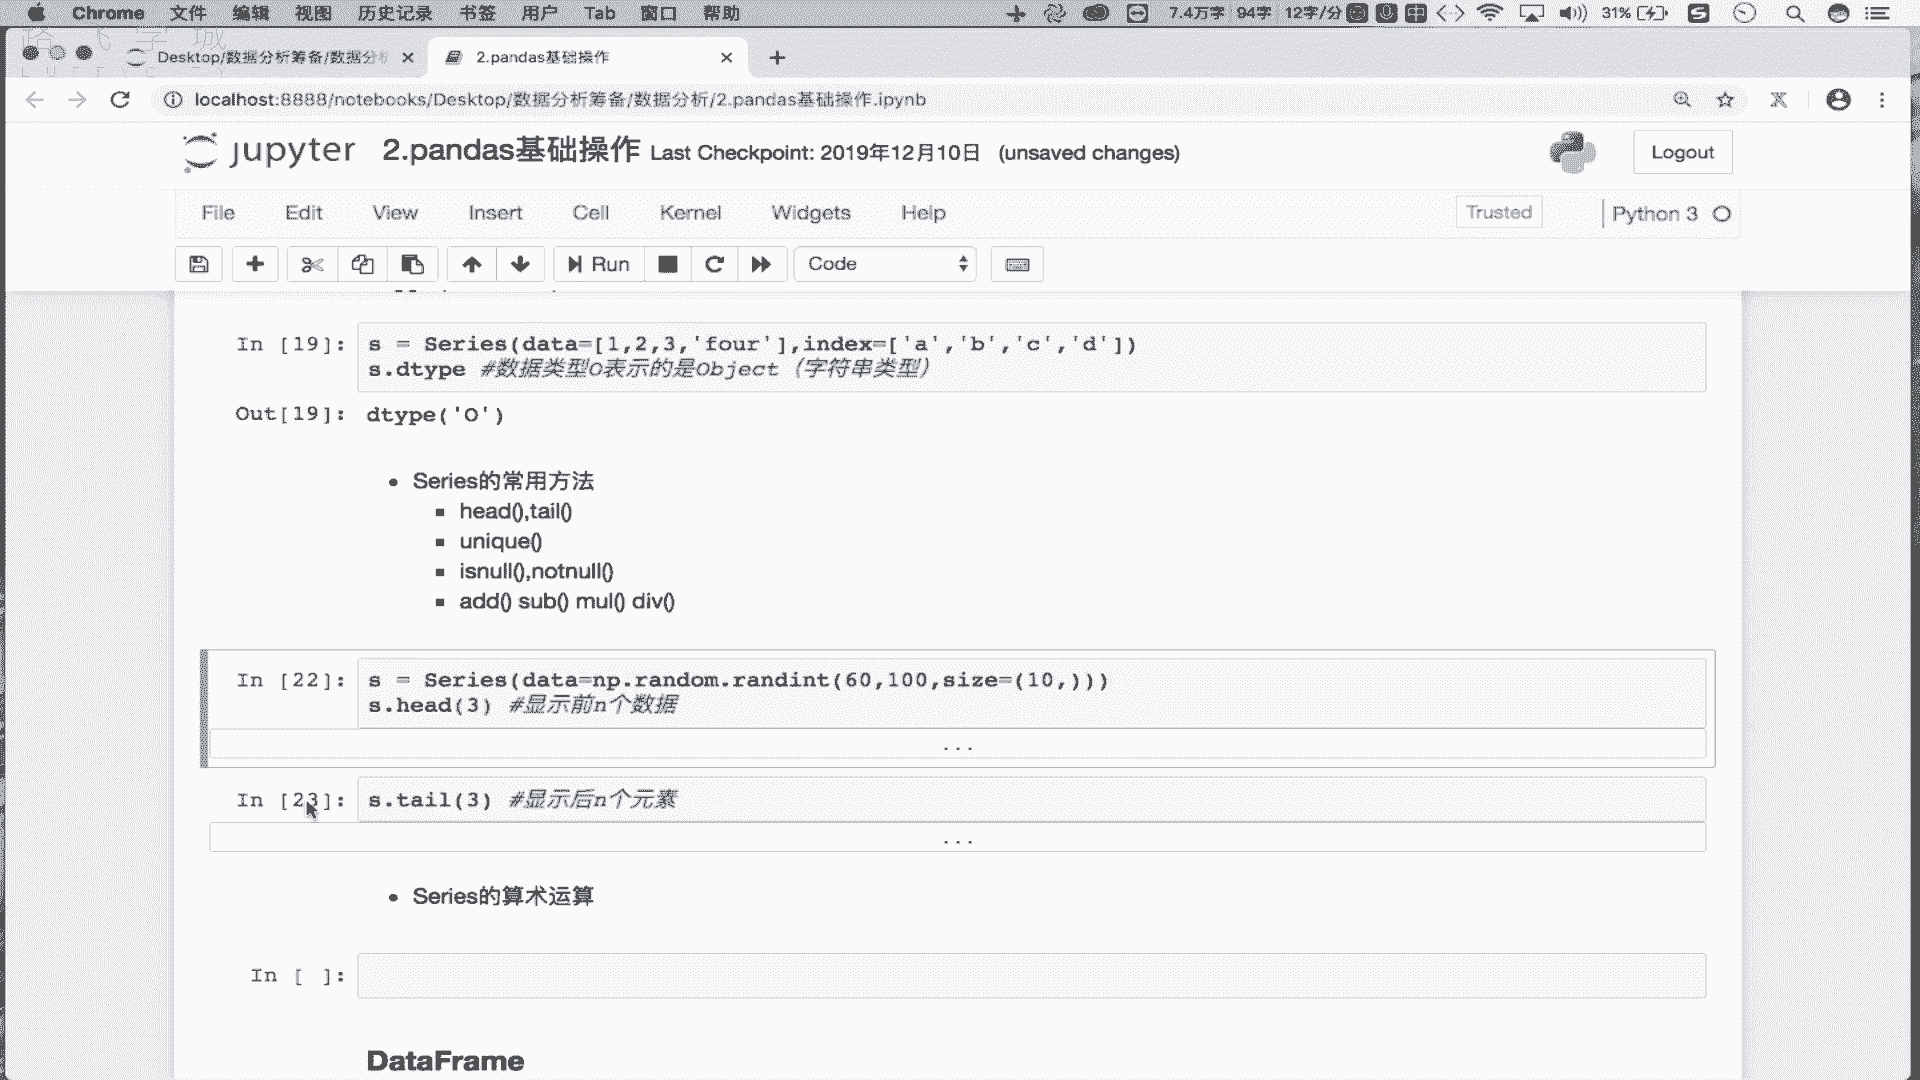 Chrome 文件 编辑 视图 历史记录 书签 用户 Tab 窗口 帮助 7.4万字 94字 12字/分 中 31%
Desktop/数据分析筹备/数据分析 2.pandas基础操作
localhost:8888/notebooks/Desktop/数据分析筹备/数据分析/2.pandas基础操作.ipynb
jupyter 2.pandas基础操作 Last Checkpoint: 2019年12月10日 (unsaved changes) Logout
File Edit View Insert Cell Kernel Widgets Help Trusted Python 3
Run Code
In [19]: s = Series(data=[1,2,3,'four'],index=['a','b','c','d'])
s.dtype #数据类型O表示的是Object（字符串类型）
Out[19]: dtype('O')
Series的常用方法
head(),tail()
unique()
isnull(),notnull()
add() sub() mul() div()
In [22]: s = Series(data=np.random.randint(60,100,size=(10,)))
s.head(3) #显示前n个数据
...
In [23]: s.tail(3) #显示后n个元素
...
Series的算术运算
In [ ]:
DataFrame